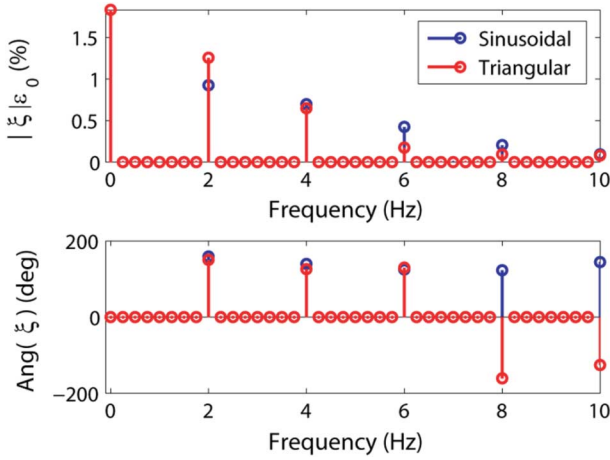 | ξ | ε₀ (%)
1.5
1
0.5
0
Sinusoidal
Triangular
0 2 4 6 8 10
Frequency (Hz)
Ang( ξ ) (deg)
200
0
−200
0 2 4 6 8 10
Frequency (Hz)